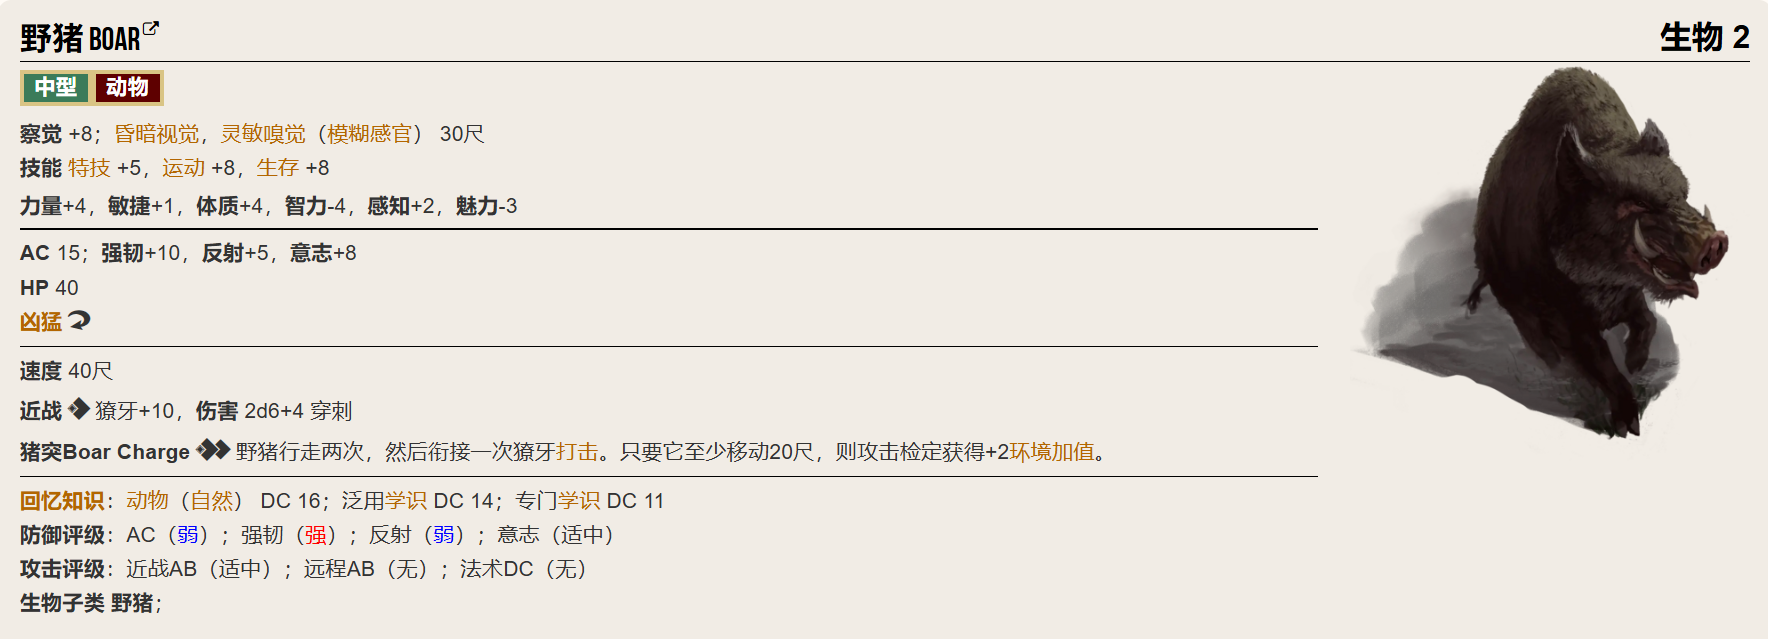 野猪 BOAR
生物 2
中型 动物
察觉 +8；昏暗视觉，灵敏嗅觉（模糊感官） 30尺
技能 特技 +5，运动 +8，生存 +8
力量+4，敏捷+1，体质+4，智力-4，感知+2，魅力-3
AC 15；强韧+10，反射+5，意志+8
HP 40
凶猛
速度 40尺
近战 獠牙+10，伤害 2d6+4 穿刺
猪突Boar Charge 野猪行走两次，然后衔接一次獠牙打击。只要它至少移动20尺，则攻击检定获得+2环境加值。
回忆知识：动物（自然） DC 16；泛用学识 DC 14；专门学识 DC 11
防御评级：AC（弱）；强韧（强）；反射（弱）；意志（适中）
攻击评级：近战AB（适中）；远程AB（无）；法术DC（无）
生物子类 野猪；